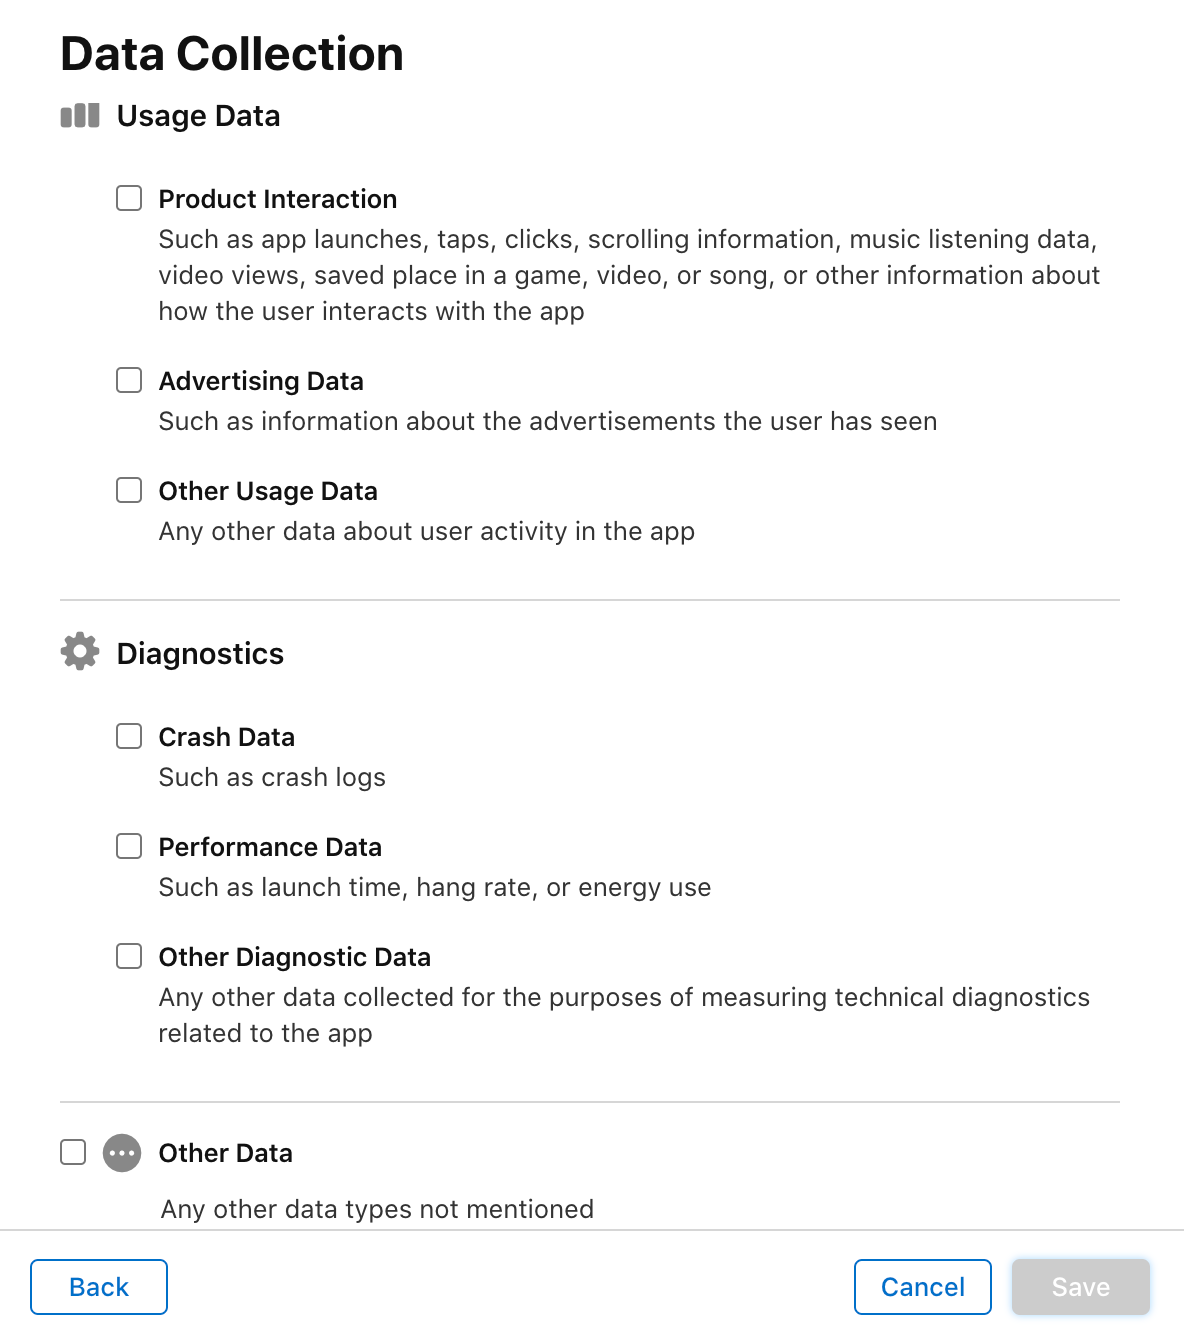 Data Collection
Usage Data
Product Interaction
Such as app launches, taps, clicks, scrolling information, music listening data,
video views, saved place in a game, video, or song, or other information about
how the user interacts with the app
Advertising Data
Such as information about the advertisements the user has seen
Other Usage Data
Any other data about user activity in the app
Diagnostics
Crash Data
Such as crash logs
Performance Data
Such as launch time, hang rate, or energy use
Other Diagnostic Data
Any other data collected for the purposes of measuring technical diagnostics
related to the app
Other Data
Any other data types not mentioned
Back
Cancel
Save